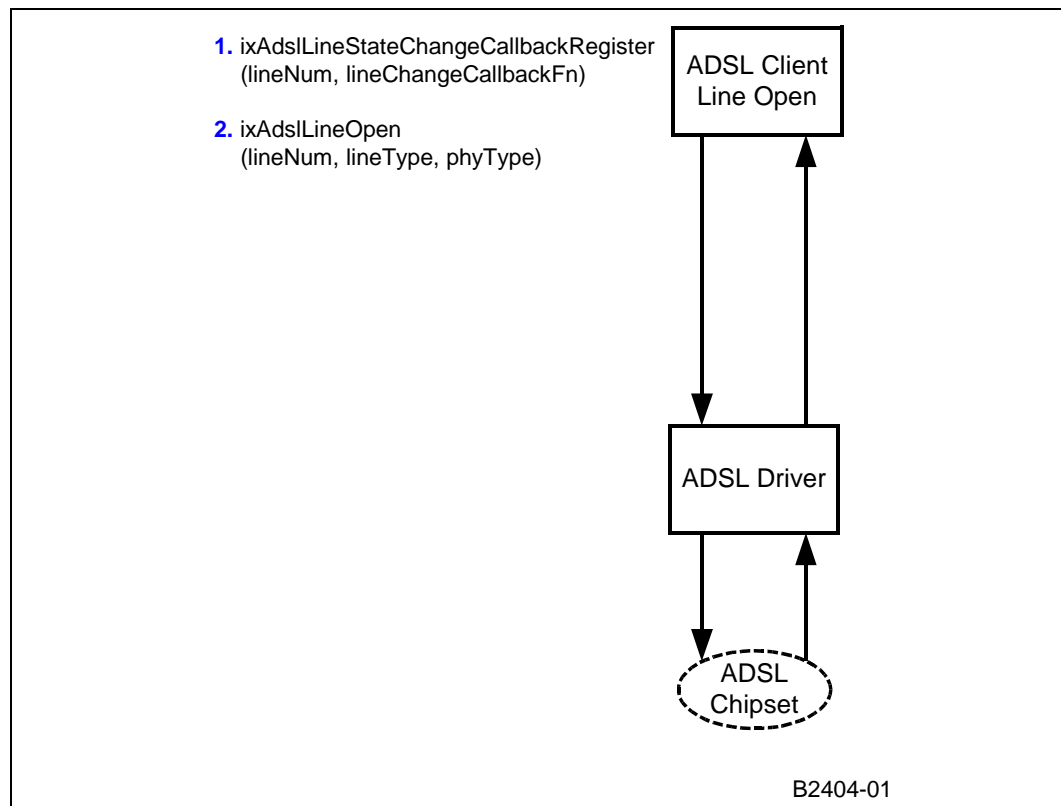 1. ixAdslLineStateChangeCallbackRegister
(lineNum, lineChangeCallbackFn)
2. ixAdslLineOpen
(lineNum, lineType, phyType)
ADSL Client
Line Open
ADSL Driver
ADSL
Chipset
B2404-01